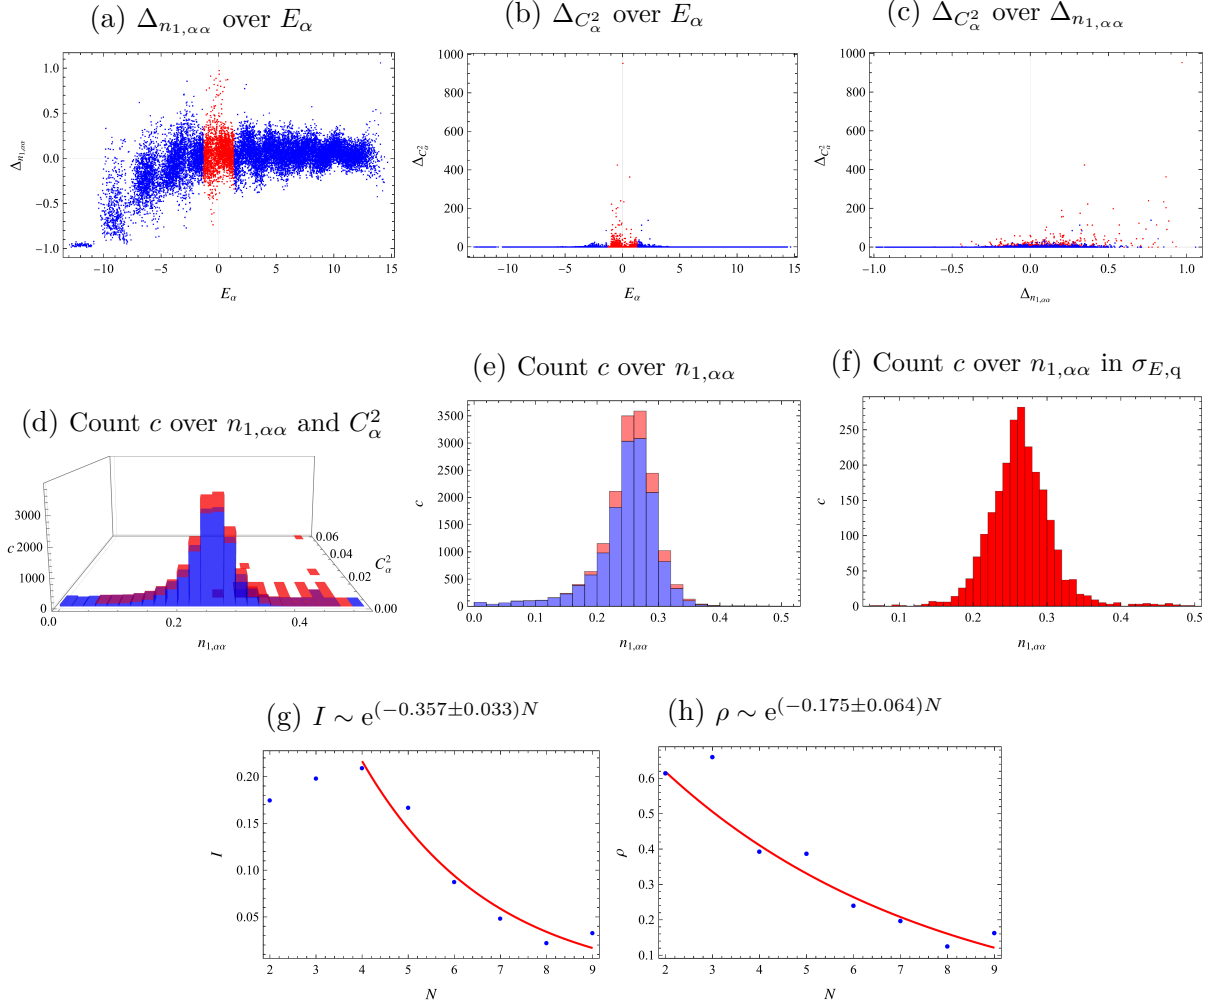 (a) Δ_{n_{1,αα}} over E_α
(b) Δ_{C_α^2} over E_α
(c) Δ_{C_α^2} over Δ_{n_{1,αα}}
Δ_{n_{1,αα}}
1.0
0.5
0.0
−0.5
−1.0
−10 −5 0 5 10 15
E_α
Δ_{C_α^2}
1000
800
600
400
200
0
−10 −5 0 5 10 15
E_α
Δ_{C_α^2}
1000
800
600
400
200
0
−1.0 −0.5 0.0 0.5 1.0
Δ_{n_{1,αα}}
(d) Count c over n_{1,αα} and C_α^2
c
3000
2000
1000
0
0.0 0.2 0.4
n_{1,αα}
0.06
0.04
0.02
0.00
C_α^2
(e) Count c over n_{1,αα}
c
3500
3000
2500
2000
1500
1000
500
0
0.0 0.1 0.2 0.3 0.4 0.5
n_{1,αα}
(f) Count c over n_{1,αα} in σ_{E,q}
c
250
200
150
100
50
0
0.1 0.2 0.3 0.4 0.5
n_{1,αα}
(g) I ∼ e^{(−0.357±0.033)N}
I
0.20
0.15
0.10
0.05
2 3 4 5 6 7 8 9
N
(h) ρ ∼ e^{(−0.175±0.064)N}
ρ
0.6
0.5
0.4
0.3
0.2
0.1
2 3 4 5 6 7 8 9
N